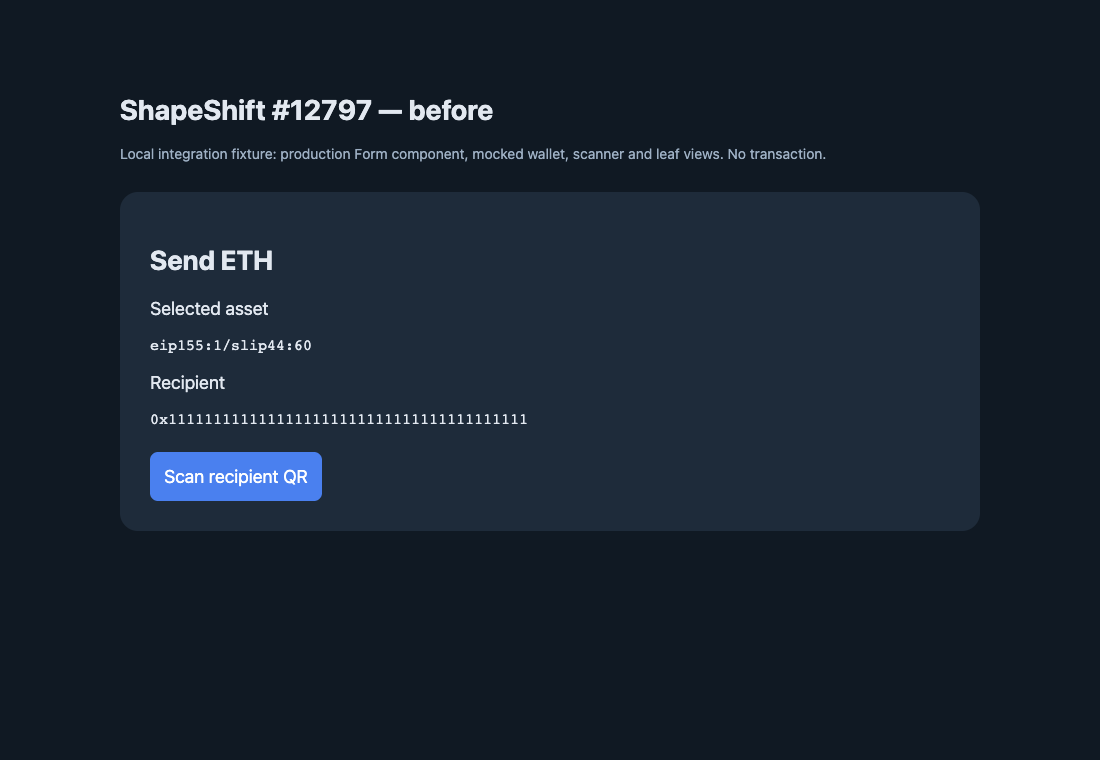 ShapeShift #12797 — before
Local integration fixture: production Form component, mocked wallet, scanner and leaf views. No transaction.
Send ETH
Selected asset
eip155:1/slip44:60
Recipient
0x1111111111111111111111111111111111111111
Scan recipient QR